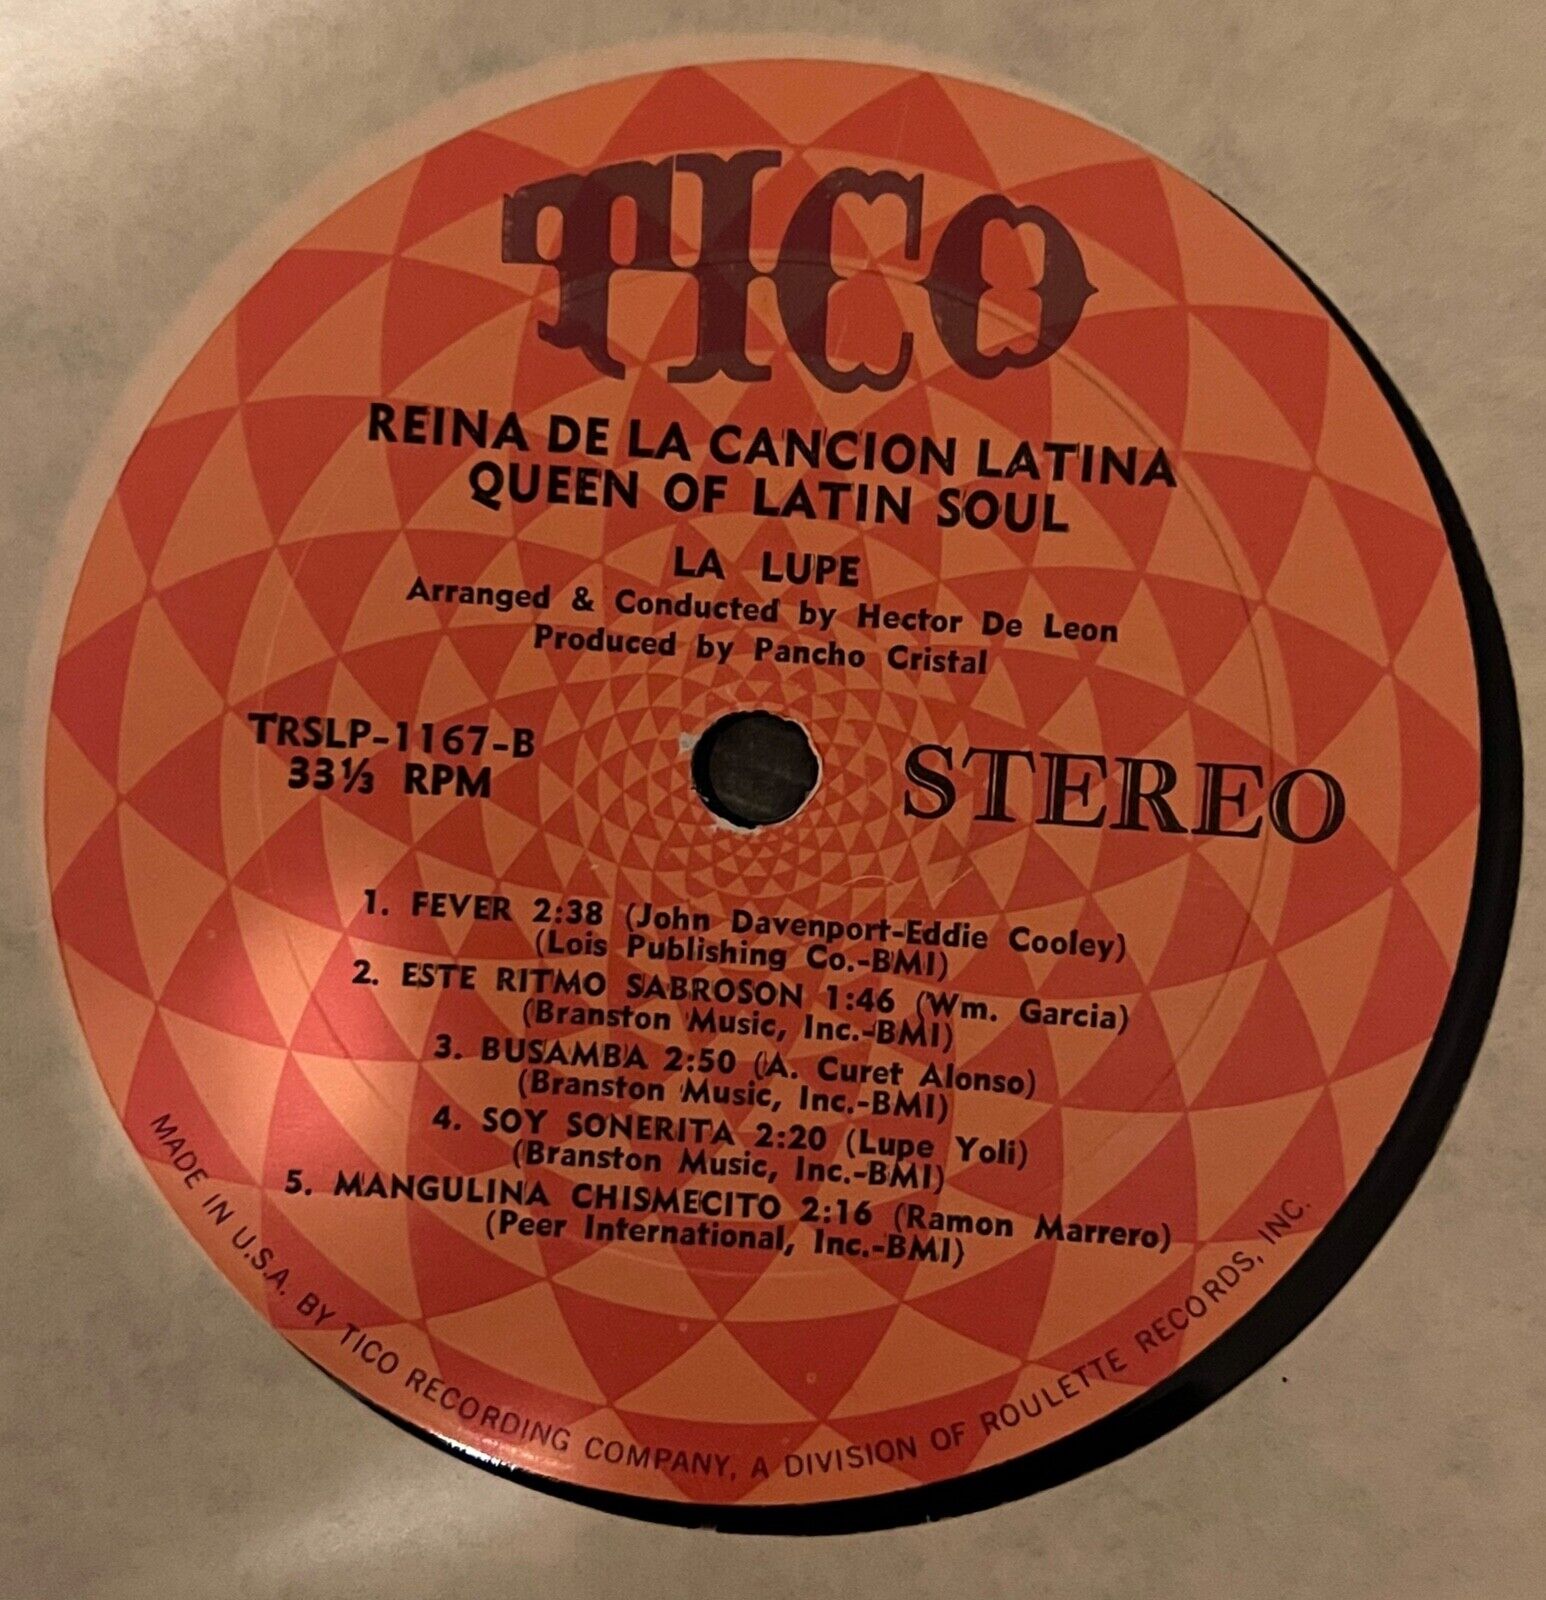 TICO
REINA DE LA CANCION LATINA
QUEEN OF LATIN SOUL
LA LUPE
Arranged & Conducted by Hector De Leon
Produced by Pancho Cristal
TRSLP-1167-B
33⅓ RPM
STEREO
1. FEVER 2:38 (John Davenport-Eddie Cooley)
(Lois Publishing Co.-BMI)
2. ESTE RITMO SABROSON 1:46 (Wm. Garcia)
(Branston Music, Inc.-BMI)
3. BUSAMBA 2:50 (A. Curet Alonso)
(Branston Music, Inc.-BMI)
4. SOY SONERITA 2:20 (Lupe Yoli)
(Branston Music, Inc.-BMI)
5. MANGULINA CHISMECITO 2:16 (Ramon Marrero)
(Peer International, Inc.-BMI)
MADE IN U.S.A. BY TICO RECORDING COMPANY, A DIVISION OF ROULETTE RECORDS, INC.